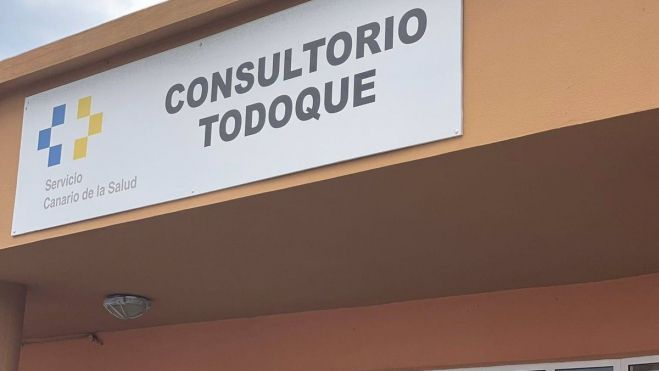 CONSULTORIO
TODOQUE
Servicio
Canario de la Salud